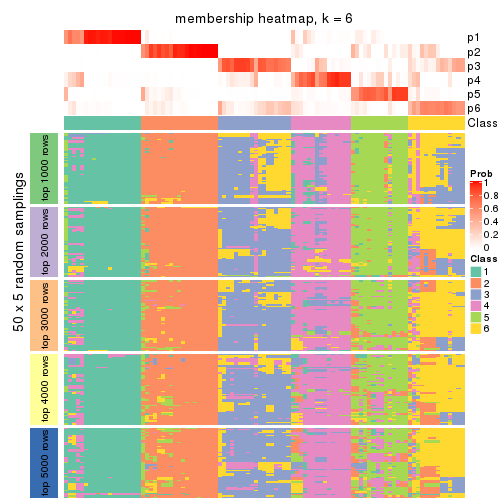 membership heatmap, k = 6
p1
p2
p3
p4
p5
p6
Class
50 x 5 random samplings
top 1000 rows
top 2000 rows
top 3000 rows
top 4000 rows
top 5000 rows
Prob
1
0.8
0.6
0.4
0.2
0
Class
1
2
3
4
5
6